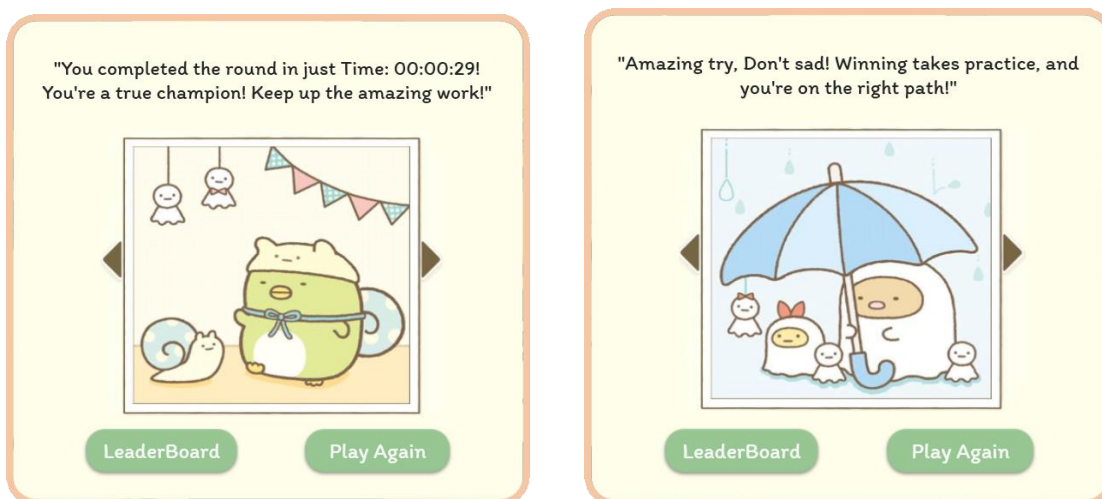 "You completed the round in just Time: 00:00:29!
You're a true champion! Keep up the amazing work!"
LeaderBoard
Play Again
"Amazing try, Don't sad! Winning takes practice, and
you're on the right path!"
LeaderBoard
Play Again